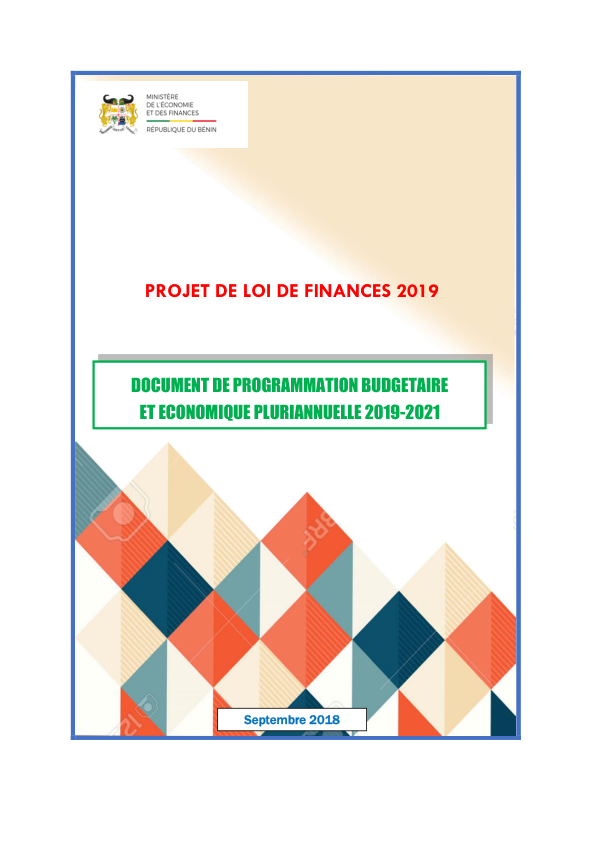 MINISTÈRE
DE L'ÉCONOMIE
ET DES FINANCES
RÉPUBLIQUE DU BÉNIN
PROJET DE LOI DE FINANCES 2019
DOCUMENT DE PROGRAMMATION BUDGETAIRE
ET ECONOMIQUE PLURIANNUELLE 2019-2021
Septembre 2018